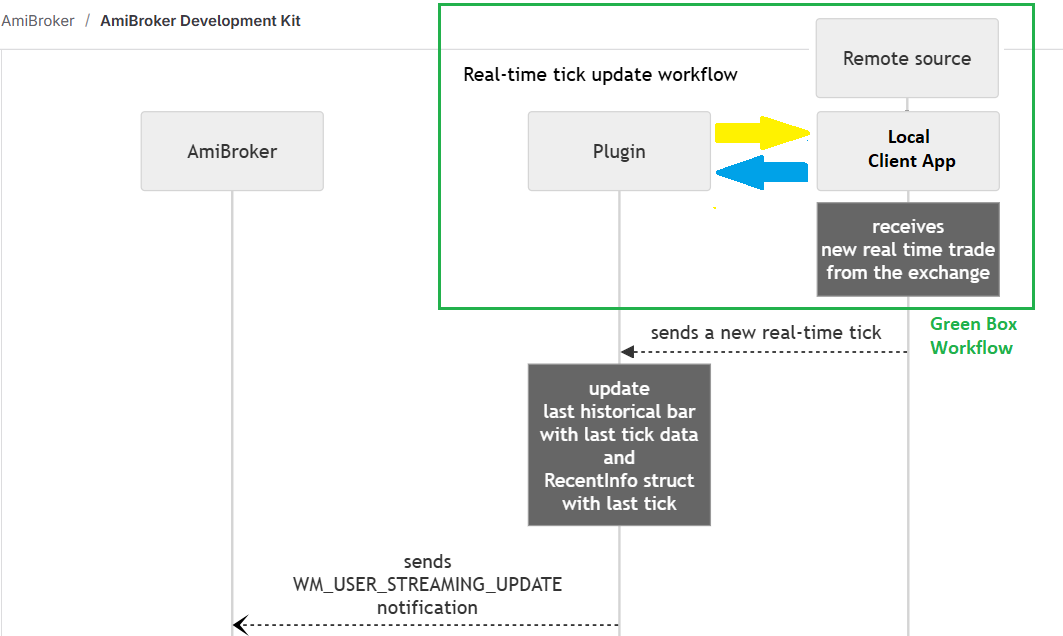 AmiBroker / AmiBroker Development Kit
Real-time tick update workflow
Remote source
AmiBroker
Plugin
Local
Client App
receives
new real time trade
from the exchange
Green Box
Workflow
sends a new real-time tick
update
last historical bar
with last tick data
and
RecentInfo struct
with last tick
sends
WM_USER_STREAMING_UPDATE
notification